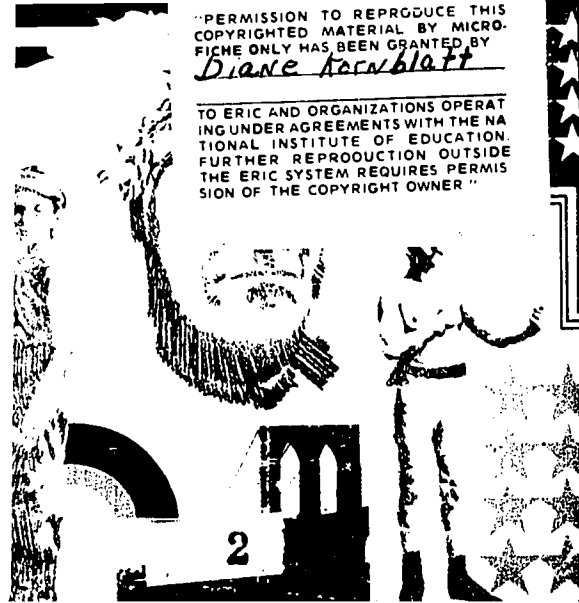 "PERMISSION TO REPRODUCE THIS
COPYRIGHTED MATERIAL BY MICRO-
FICHE ONLY HAS BEEN GRANTED BY
Diane Kornblatt
TO ERIC AND ORGANIZATIONS OPERAT
ING UNDER AGREEMENTS WITH THE NA
TIONAL INSTITUTE OF EDUCATION.
FURTHER REPRODUCTION OUTSIDE
THE ERIC SYSTEM REQUIRES PERMIS
SION OF THE COPYRIGHT OWNER"
2